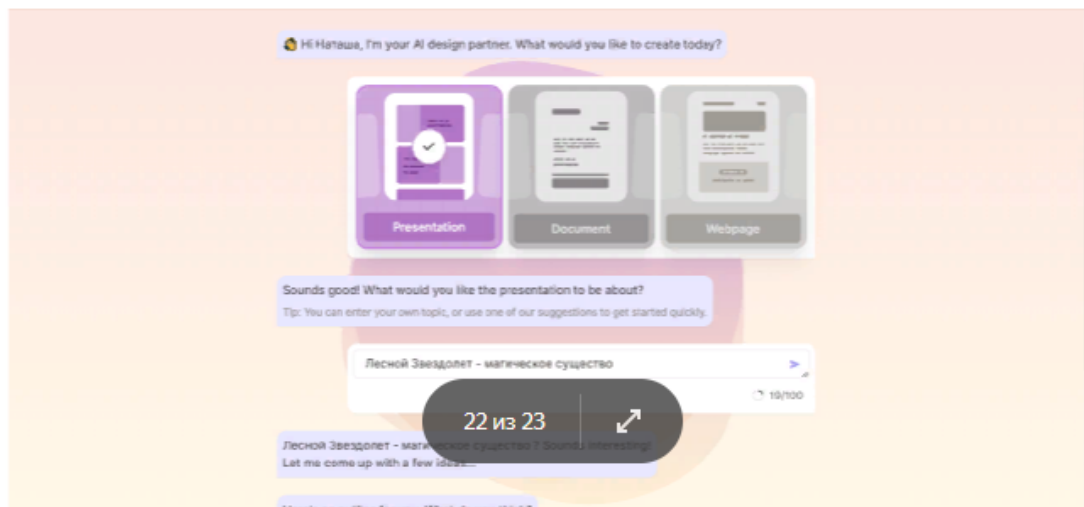 Hi Наташа, I'm your AI design partner. What would you like to create today?
Presentation
Document
Webpage
Sounds good! What would you like the presentation to be about?
Tip: You can enter your own topic, or use one of our suggestions to get started quickly.
Лесной Звездолет - магическое существо
19/100
22 из 23
Лесной Звездолет - магическое существо ? Sounds interesting!
Let me come up with a few ideas...